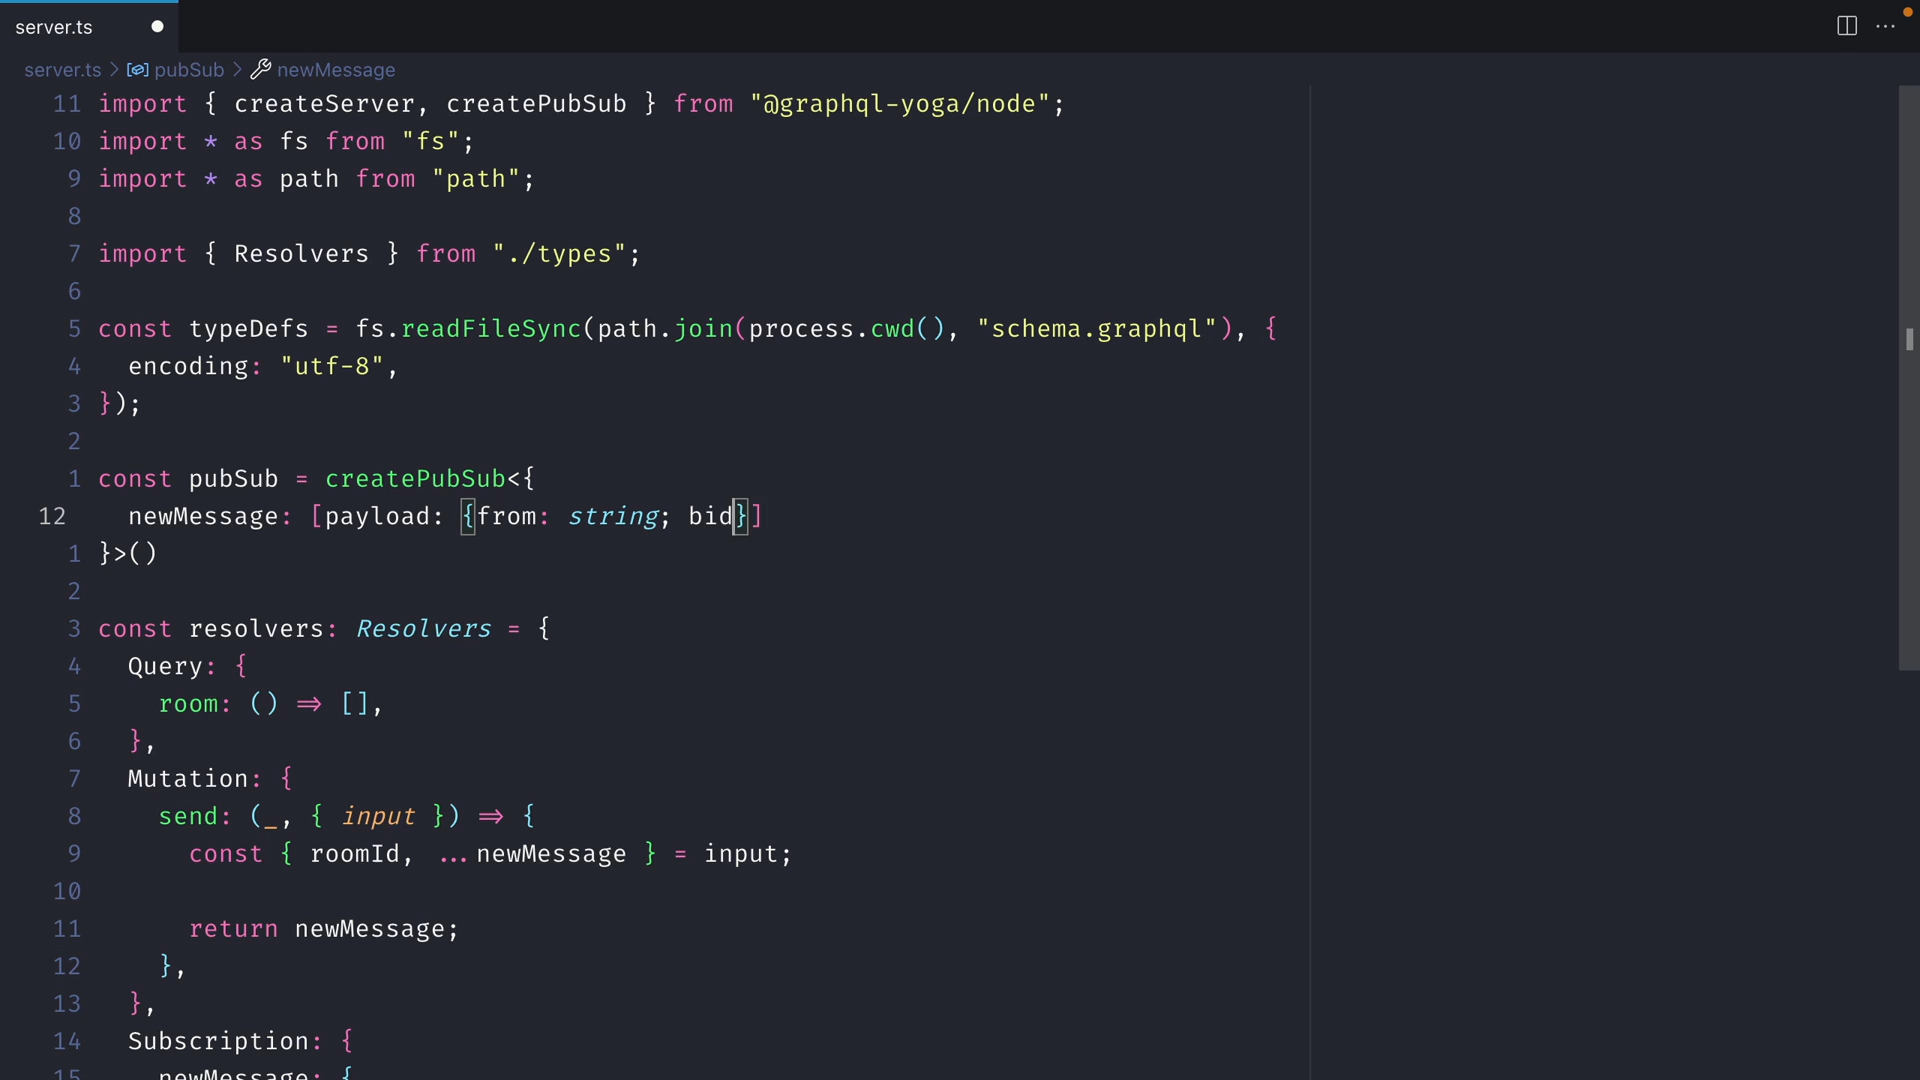 server.ts
server.ts > pubSub > newMessage
11 import { createServer, createPubSub } from "@graphql-yoga/node";
10 import * as fs from "fs";
9 import * as path from "path";
8
7 import { Resolvers } from "./types";
6
5 const typeDefs = fs.readFileSync(path.join(process.cwd(), "schema.graphql"), {
4 encoding: "utf-8",
3 });
2
1 const pubSub = createPubSub<{
12 newMessage: [payload: {from: string; bid}]
1 }>()
2
3 const resolvers: Resolvers = {
4 Query: {
5 room: () => [],
6 },
7 Mutation: {
8 send: (_, { input }) => {
9 const { roomId, ...newMessage } = input;
10
11 return newMessage;
12 },
13 },
14 Subscription: {
15 newMessage: {